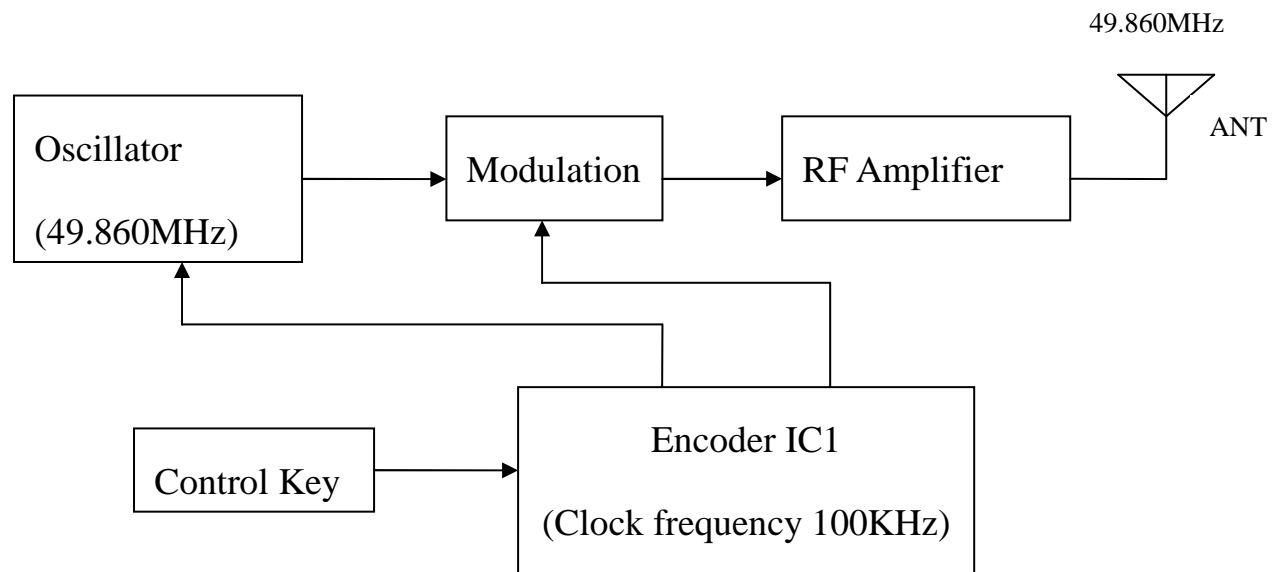 49.860MHz
ANT
Oscillator
(49.860MHz)
Modulation
RF Amplifier
Control Key
Encoder IC1
(Clock frequency 100KHz)